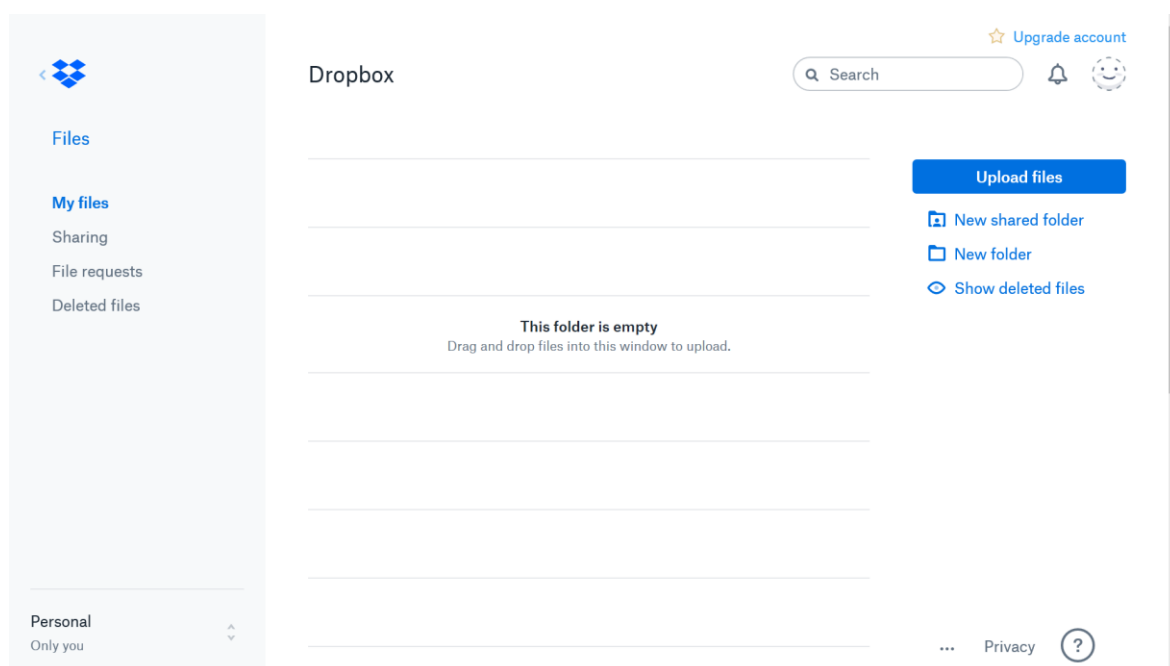 Upgrade account
Dropbox
Search
Files
My files
Sharing
File requests
Deleted files
Upload files
New shared folder
New folder
Show deleted files
This folder is empty
Drag and drop files into this window to upload.
Personal
Only you
... Privacy ?